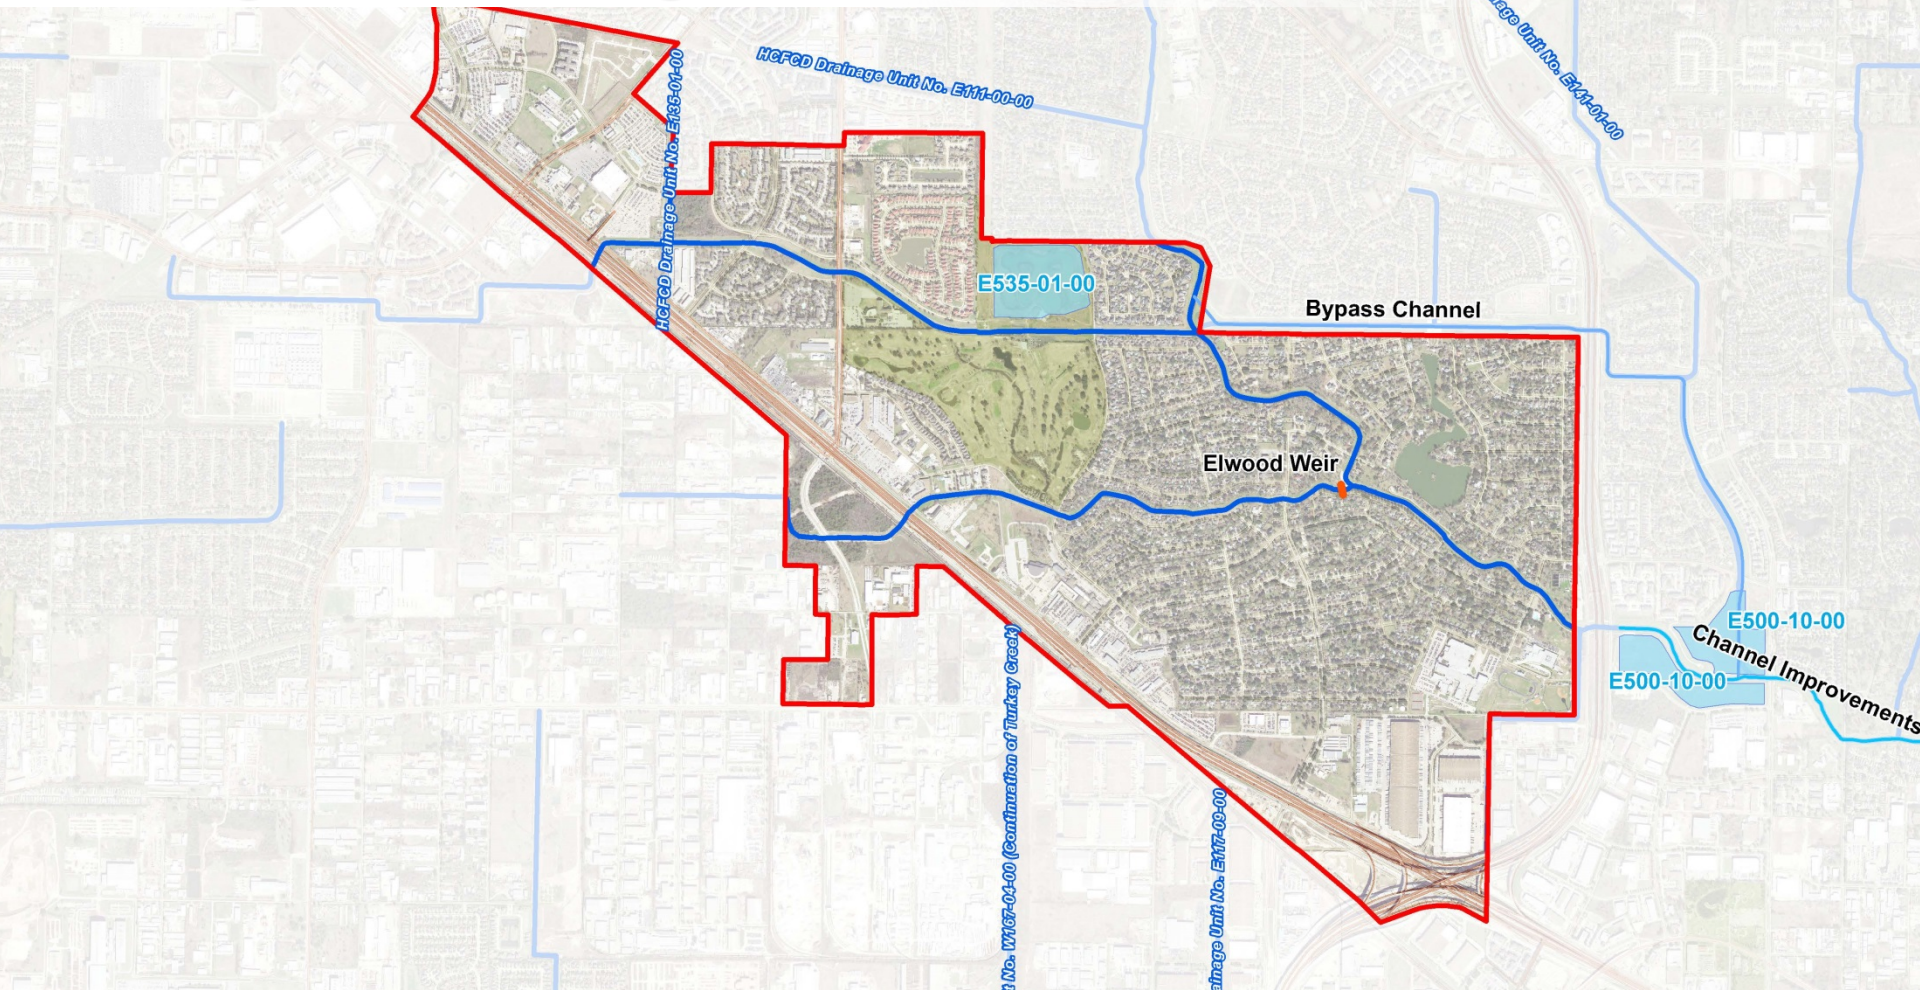 HCFCD Drainage Unit No. E111-00-00
Unit No. E141-01-00
HCFCD Drainage Unit No. E135-01-00
E535-01-00
Bypass Channel
Elwood Weir
E500-10-00
Channel Improvements
E500-10-00
No. W167-04-00 (Continuation of Turkey Creek)
Unit No. E117-09-00